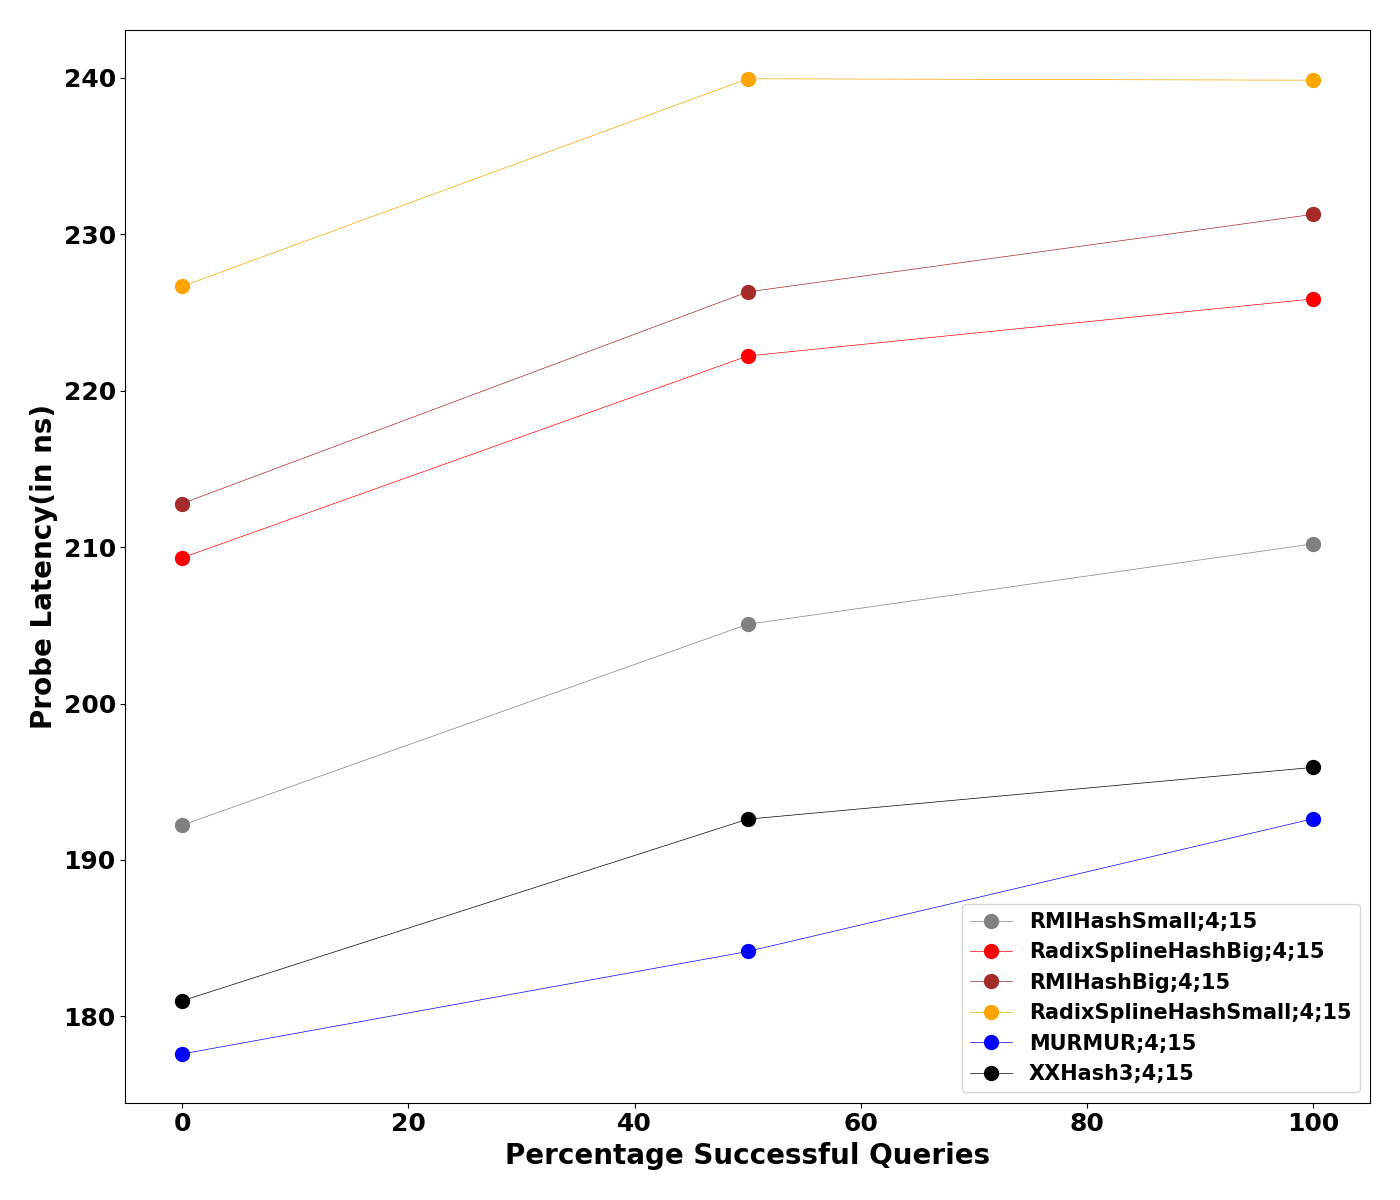 240
230
220
210
200
190
180
Probe Latency(in ns)
0 20 40 60 80 100
Percentage Successful Queries
RMIHashSmall;4;15
RadixSplineHashBig;4;15
RMIHashBig;4;15
RadixSplineHashSmall;4;15
MURMUR;4;15
XXHash3;4;15